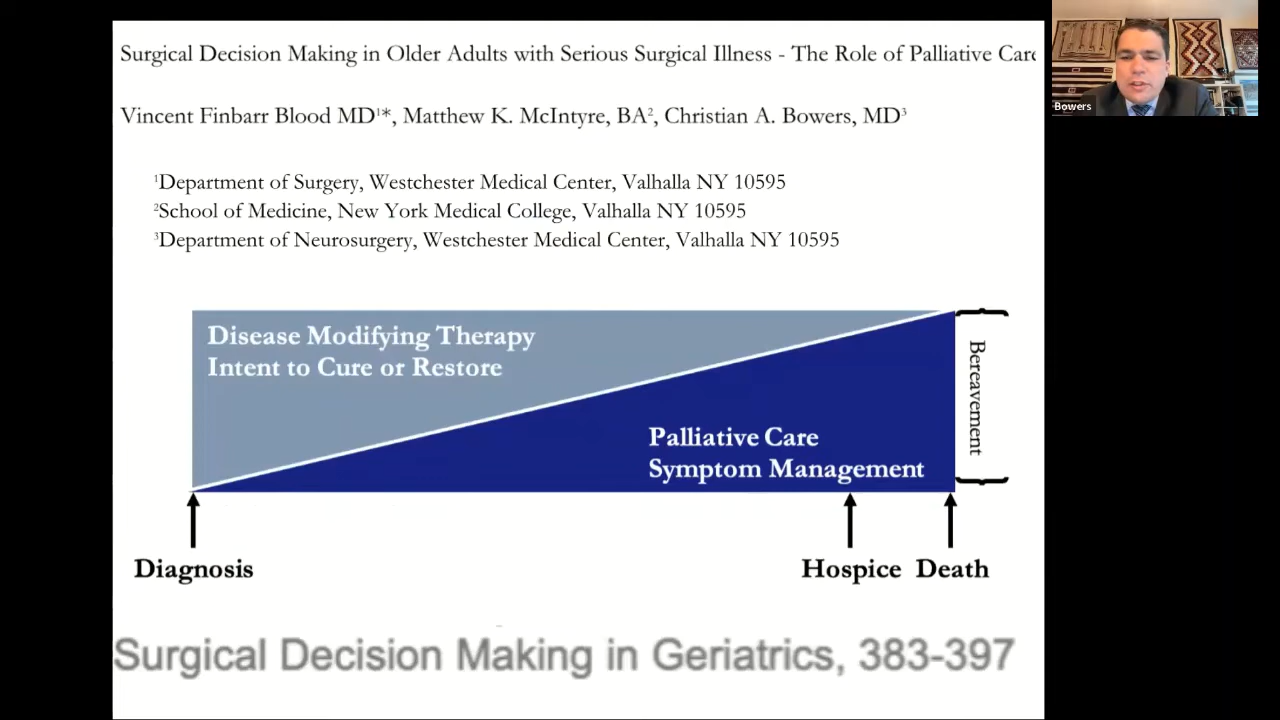 Surgical Decision Making in Older Adults with Serious Surgical Illness - The Role of Palliative Care
Vincent Finbarr Blood MD¹*, Matthew K. McIntyre, BA², Christian A. Bowers, MD³
¹Department of Surgery, Westchester Medical Center, Valhalla NY 10595
²School of Medicine, New York Medical College, Valhalla NY 10595
³Department of Neurosurgery, Westchester Medical Center, Valhalla NY 10595
Disease Modifying Therapy
Intent to Cure or Restore
Palliative Care
Symptom Management
Bereavement
Diagnosis
Hospice
Death
Surgical Decision Making in Geriatrics, 383-397
Bowers